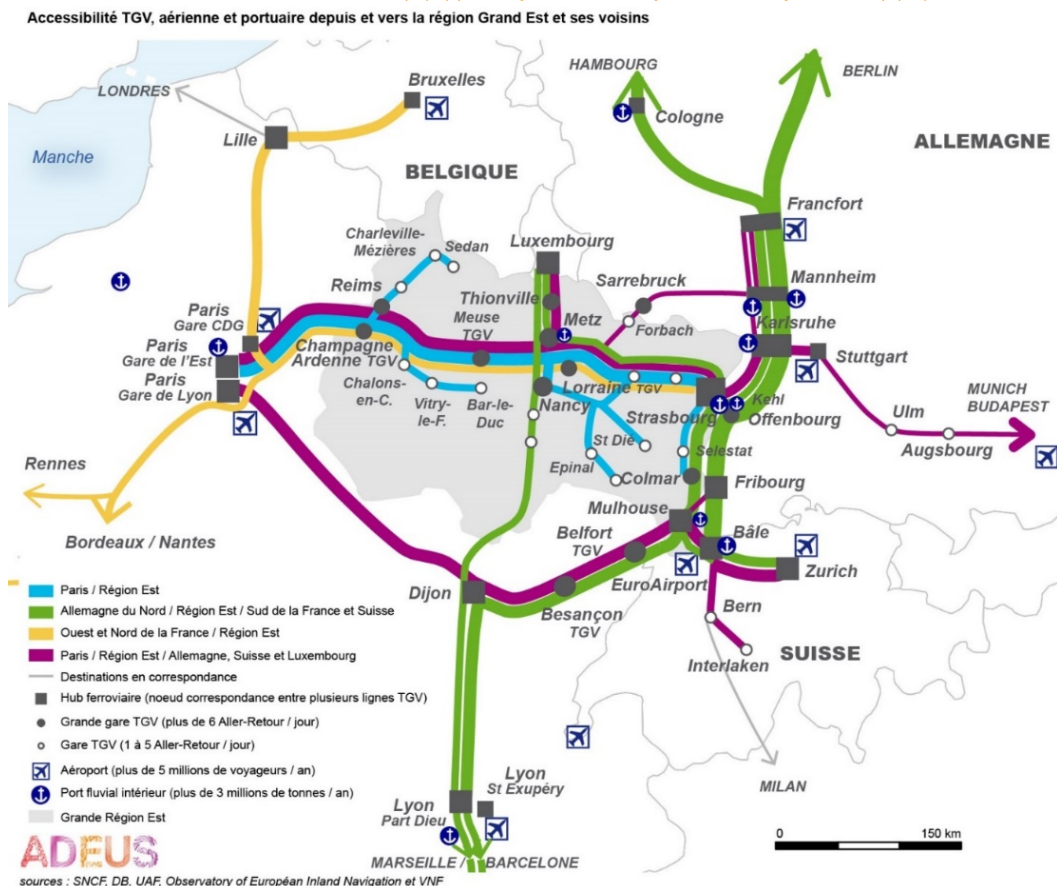 Accessibilité TGV, aérienne et portuaire depuis et vers la région Grand Est et ses voisins
HAMBOURG
BERLIN
LONDRES
Bruxelles
Cologne
ALLEMAGNE
Lille
Manche
BELGIQUE
Francfort
Charleville-
Mézières
Sedan
Luxembourg
Reims
Thionville
Sarrebruck
Mannheim
Meuse
TGV
Metz
Forbach
Karlsruhe
Paris
Gare CDG
Paris
Gare de l'Est
Paris
Gare de Lyon
Champagne
Ardenne TGV
Stuttgart
Chalons-
en-C.
Vitry-
le-F.
Bar-le-
Duc
Nancy
Lorraine TGV
Strasbourg
Kehl
Offenbourg
MUNICH
BUDAPEST
Ulm
Augsbourg
Rennes
St Die
Epinal
Selestat
Colmar
Fribourg
Bordeaux / Nantes
Mulhouse
Belfort
TGV
Bâle
Zurich
EuroAirport
Dijon
Besançon
TGV
Bern
Interlaken
SUISSE
MILAN
Lyon
St Exupéry
Lyon
Part Dieu
MARSEILLE /
BARCELONE
Paris / Région Est
Allemagne du Nord / Région Est / Sud de la France et Suisse
Ouest et Nord de la France / Région Est
Paris / Région Est / Allemagne, Suisse et Luxembourg
Destinations en correspondance
Hub ferroviaire (noeud correspondance entre plusieurs lignes TGV)
Grande gare TGV (plus de 6 Aller-Retour / jour)
Gare TGV (1 à 5 Aller-Retour / jour)
Aéroport (plus de 5 millions de voyageurs / an)
Port fluvial intérieur (plus de 3 millions de tonnes / an)
Grande Région Est
0 150 km
ADEUS
sources : SNCF, DB, UAF, Observatory of Européan Inland Navigation et VNF